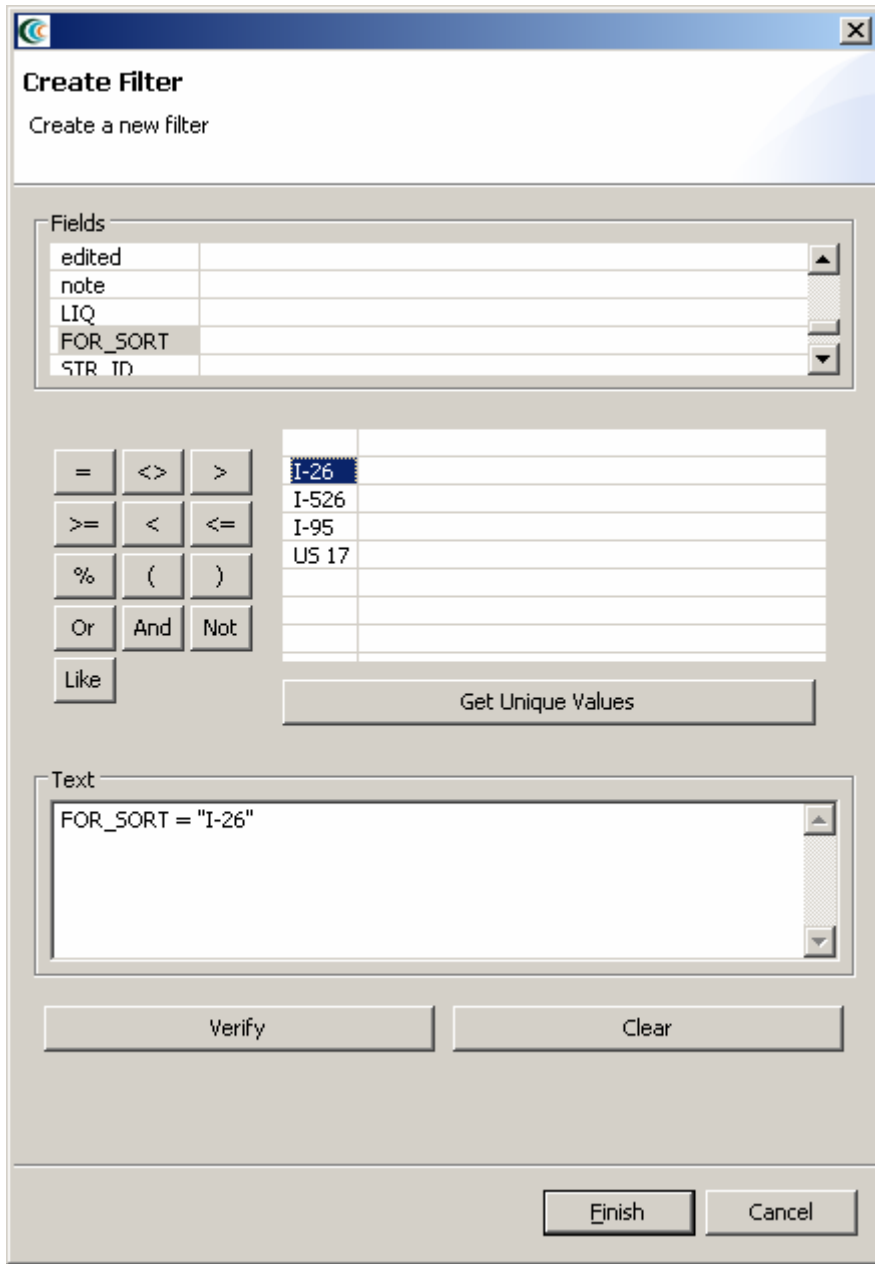 Create Filter
Create a new filter
Fields
edited
note
LIQ
FOR_SORT
STR_ID
= <> >
>= < <=
% ( )
Or And Not
Like
I-26
I-526
I-95
US 17
Get Unique Values
Text
FOR_SORT = "I-26"
Verify Clear
Finish Cancel